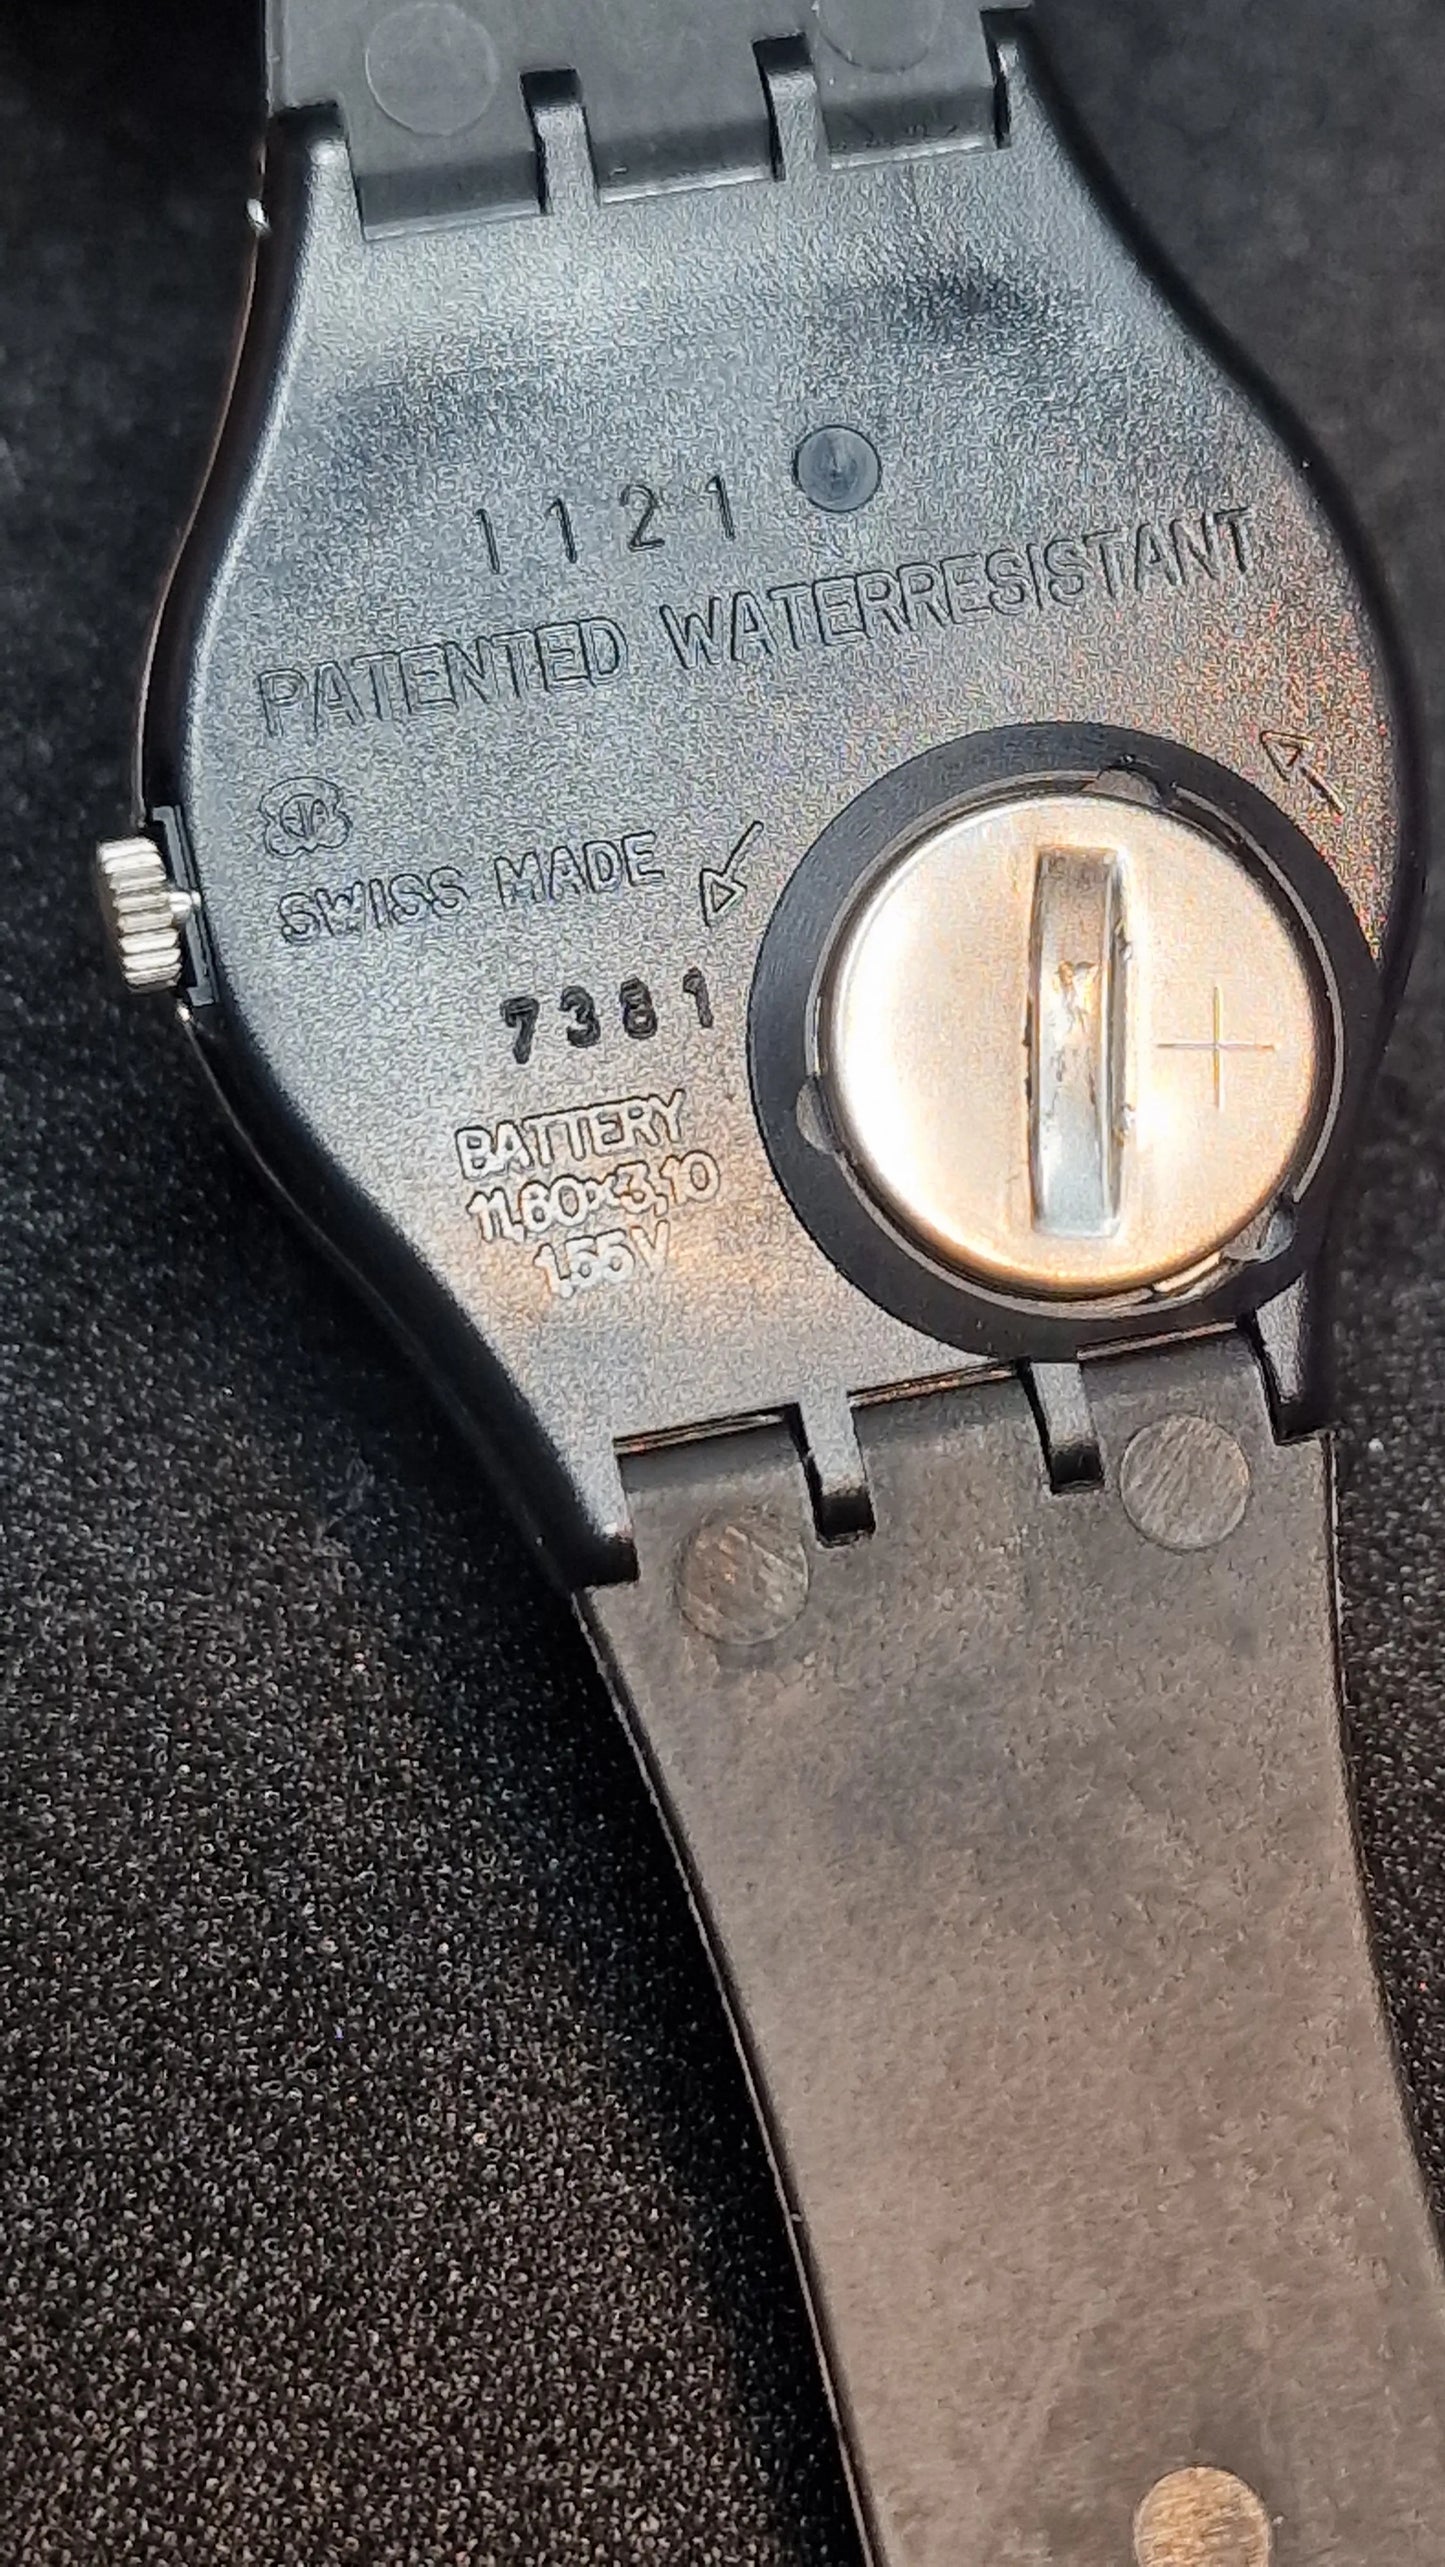 1121
PATENTED WATERRESISTANT
SWISS MADE
7381
BATTERY
11,60x3,10
1.55V
+